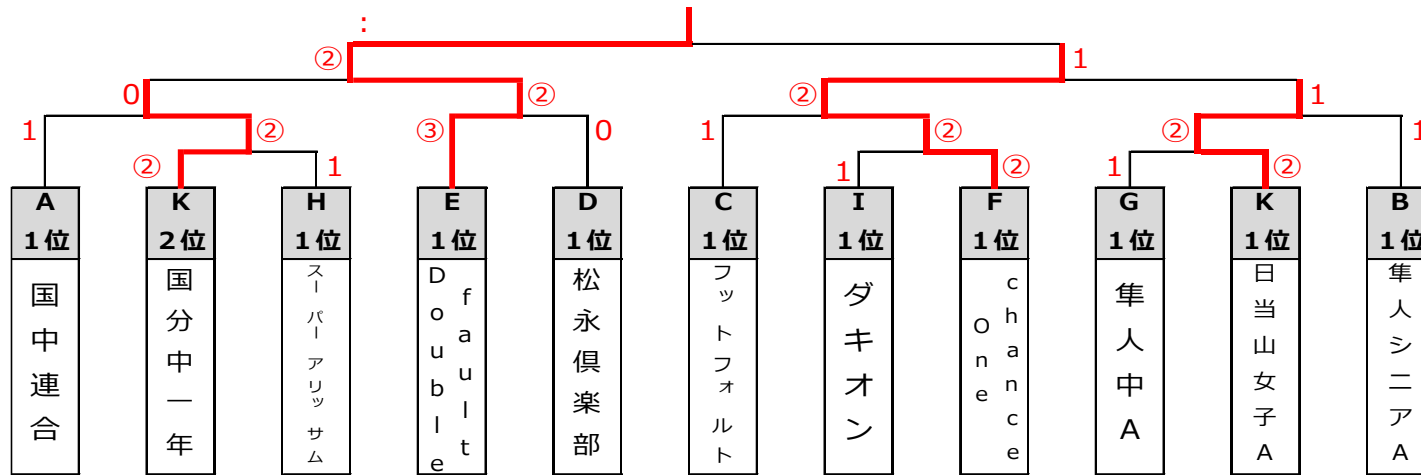 :
② 1
0 ② ② 1
1 ② ③ 0 1 ② ② 1
② 1 1 ② 1 ②
A K H E D C I F G K B
1位 2位 1位 1位 1位 1位 1位 1位 1位 1位 1位
国中連合
国分中一年
スーパーアリッサム
Double
fault
松永倶楽部
フットフォルト
ダキオン
One
chance
隼人中A
日当山女子A
隼人シニアA